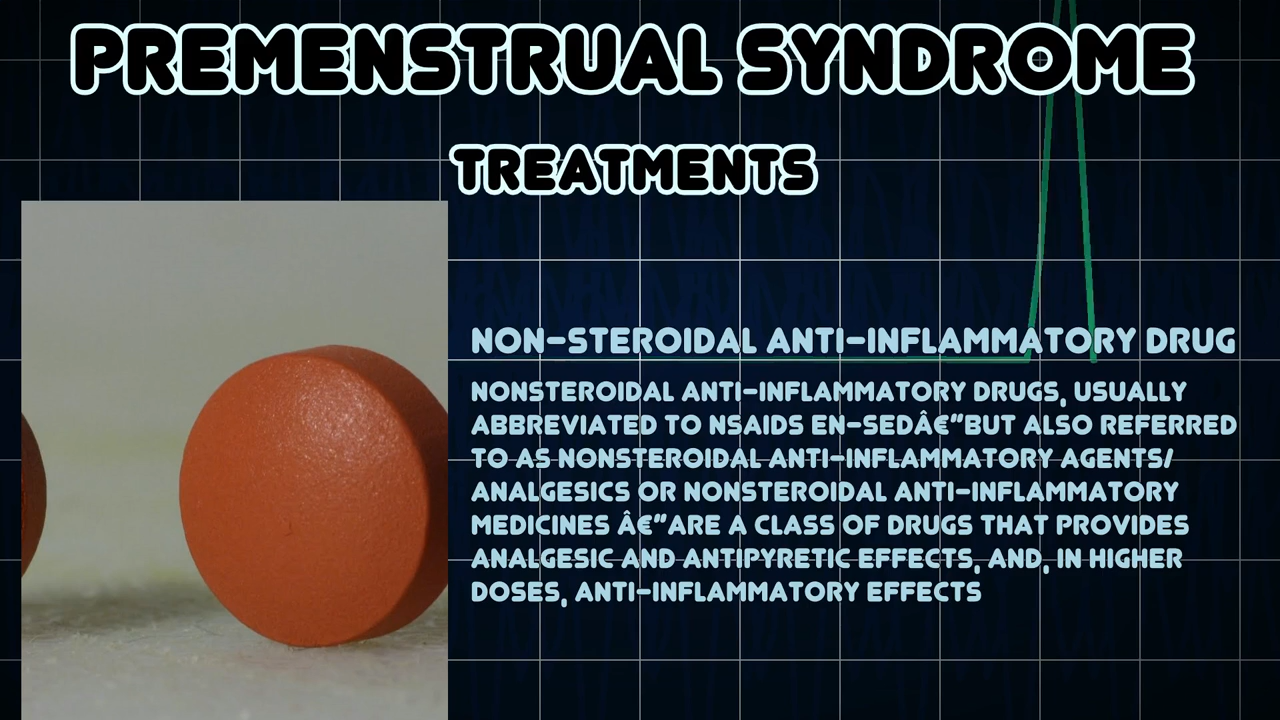 PREMENSTRUAL SYNDROME
TREATMENTS
NON-STEROIDAL ANTI-INFLAMMATORY DRUG
NONSTEROIDAL ANTI-INFLAMMATORY DRUGS, USUALLY
ABBREVIATED TO NSAIDS EN-SEDÂ€"BUT ALSO REFERRED
TO AS NONSTEROIDAL ANTI-INFLAMMATORY AGENTS/
ANALGESICS OR NONSTEROIDAL ANTI-INFLAMMATORY
MEDICINES Â€"ARE A CLASS OF DRUGS THAT PROVIDES
ANALGESIC AND ANTIPYRETIC EFFECTS, AND, IN HIGHER
DOSES, ANTI-INFLAMMATORY EFFECTS